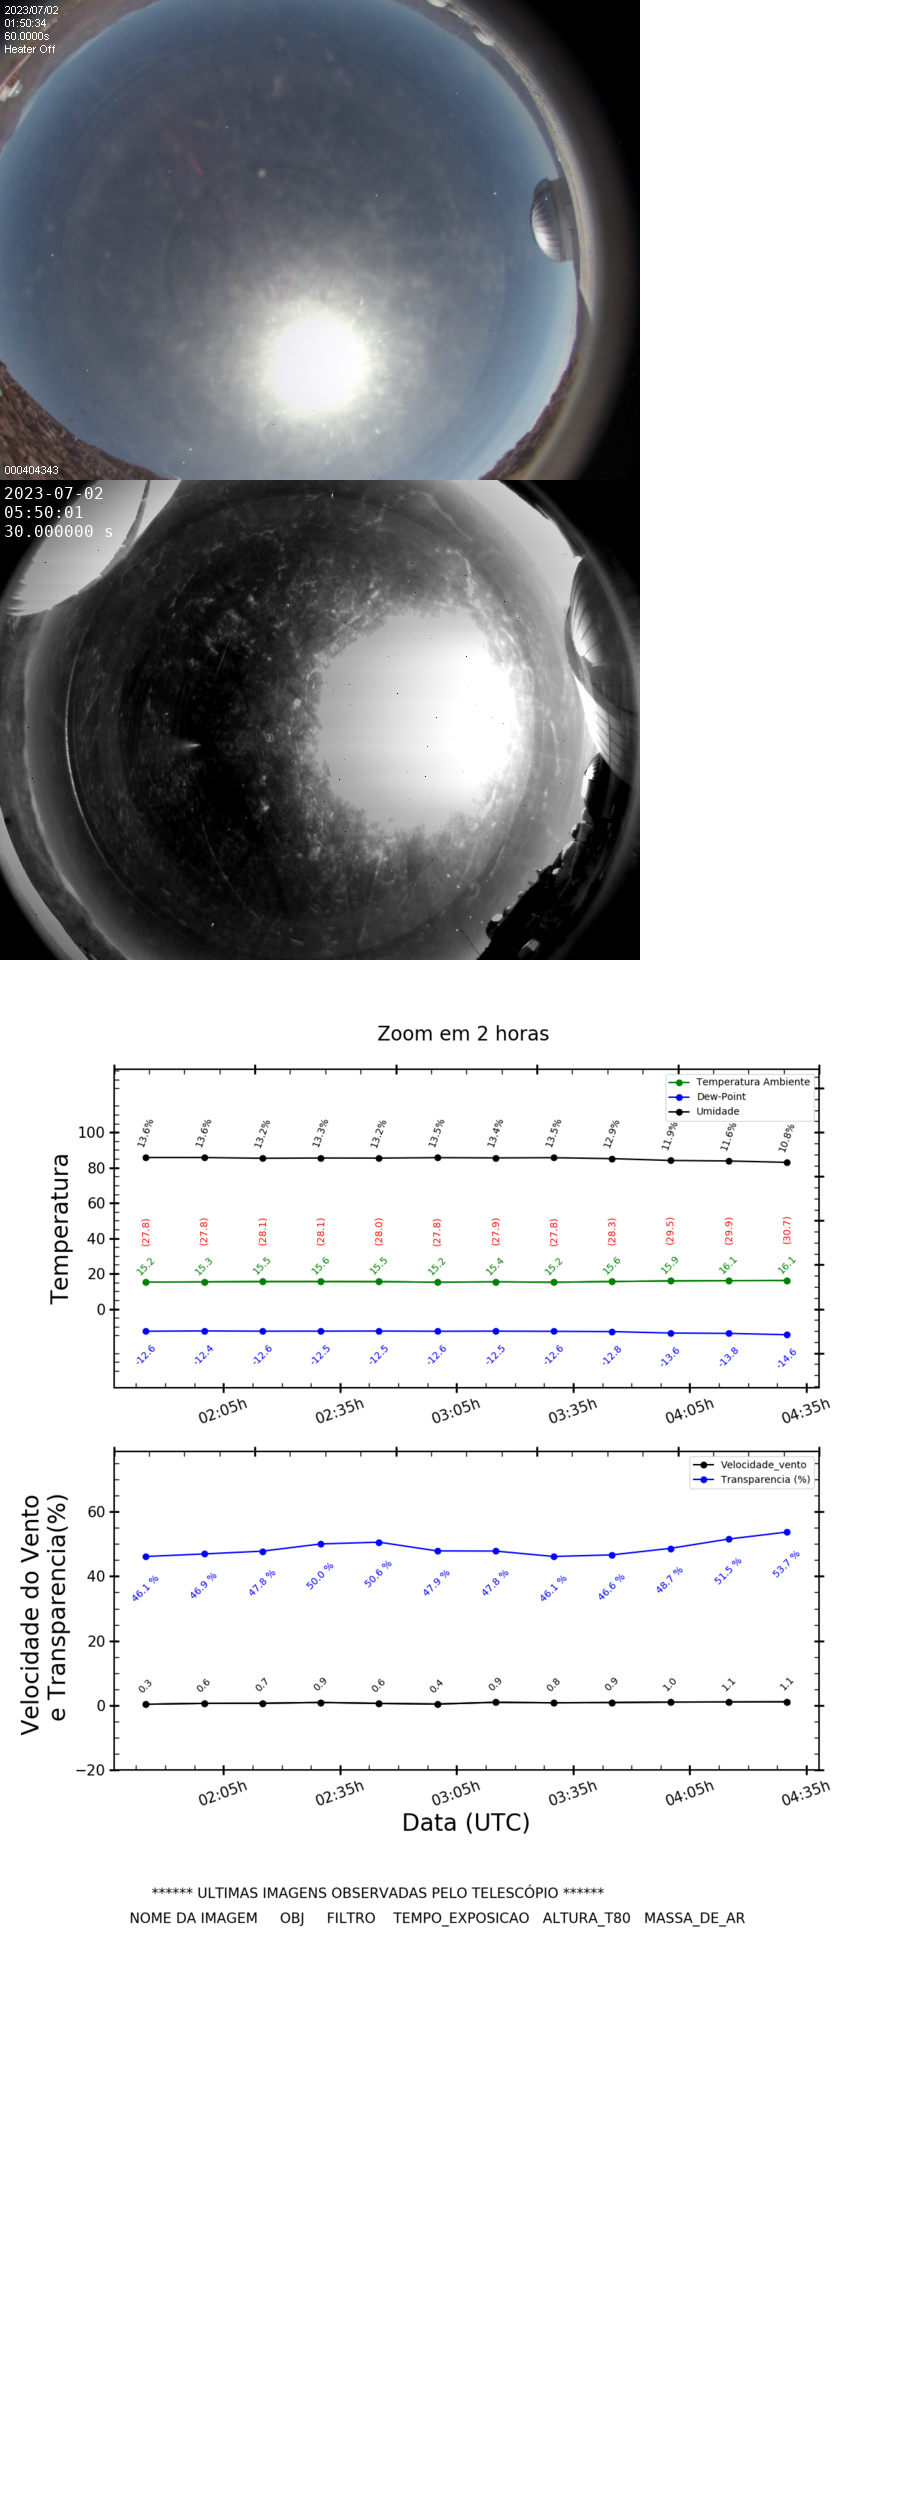 2023/07/02
01:50:34
60.0000s
Heater Off
000404343
2023-07-02
05:50:01
30.000000 s
Zoom em 2 horas
Temperatura Ambiente
Dew-Point
Umidade
Temperatura
100
80
60
40
20
0
13.6% 13.6% 13.2% 13.3% 13.2% 13.5% 13.4% 13.5% 12.9% 11.9% 11.6% 10.8%
(27.8) (27.8) (28.1) (28.1) (28.0) (27.8) (27.9) (27.8) (28.3) (29.5) (29.9) (30.7)
15.2 15.3 15.5 15.6 15.5 15.2 15.4 15.2 15.6 15.9 16.1 16.1
-12.6 -12.4 -12.6 -12.5 -12.5 -12.6 -12.5 -12.6 -12.8 -13.6 -13.8 -14.6
02:05h 02:35h 03:05h 03:35h 04:05h 04:35h
Velocidade_vento
Transparencia (%)
Velocidade do Vento
e Transparencia(%)
60
40
20
0
−20
46.1 % 46.9 % 47.8 % 50.0 % 50.6 % 47.9 % 47.8 % 46.1 % 46.6 % 48.7 % 51.5 % 53.7 %
0.3 0.6 0.7 0.9 0.6 0.4 0.9 0.8 0.9 1.0 1.1 1.1
02:05h 02:35h 03:05h 03:35h 04:05h 04:35h
Data (UTC)
****** ULTIMAS IMAGENS OBSERVADAS PELO TELESCÓPIO ******
NOME DA IMAGEM OBJ FILTRO TEMPO_EXPOSICAO ALTURA_T80 MASSA_DE_AR